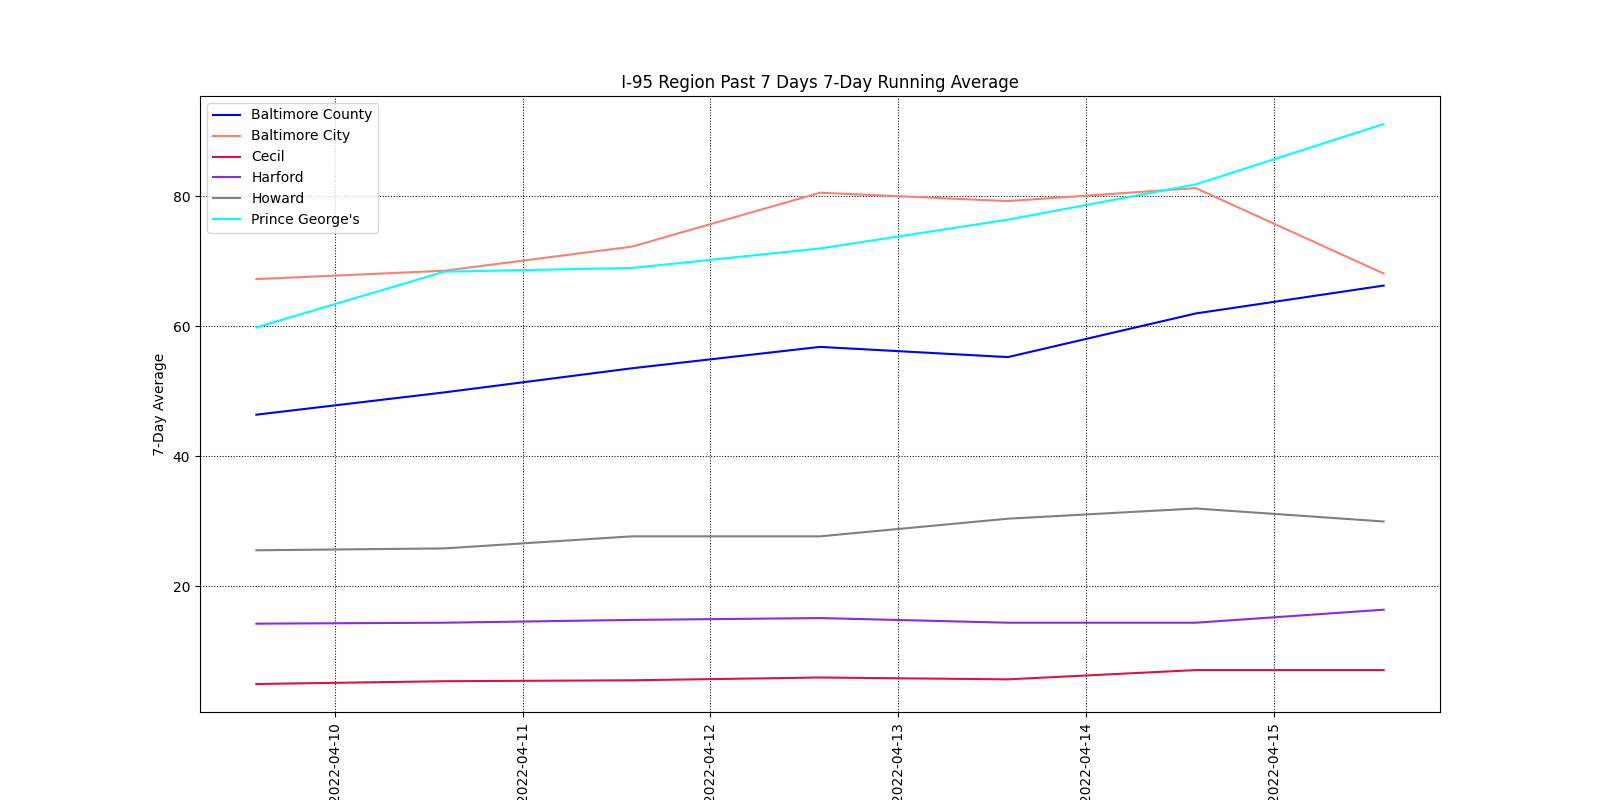 I-95 Region Past 7 Days 7-Day Running Average
Baltimore County
Baltimore City
Cecil
Harford
Howard
Prince George's
80
60
40
20
7-Day Average
2022-04-10
2022-04-11
2022-04-12
2022-04-13
2022-04-14
2022-04-15